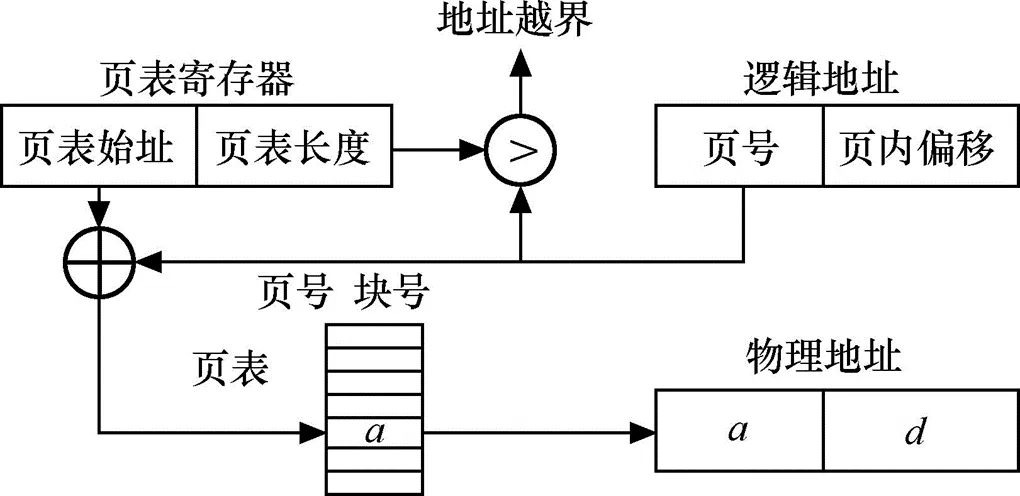 地址越界
页表寄存器
逻辑地址
页表始址 页表长度 > 页号 页内偏移
页号 块号
页表
物理地址
a a d